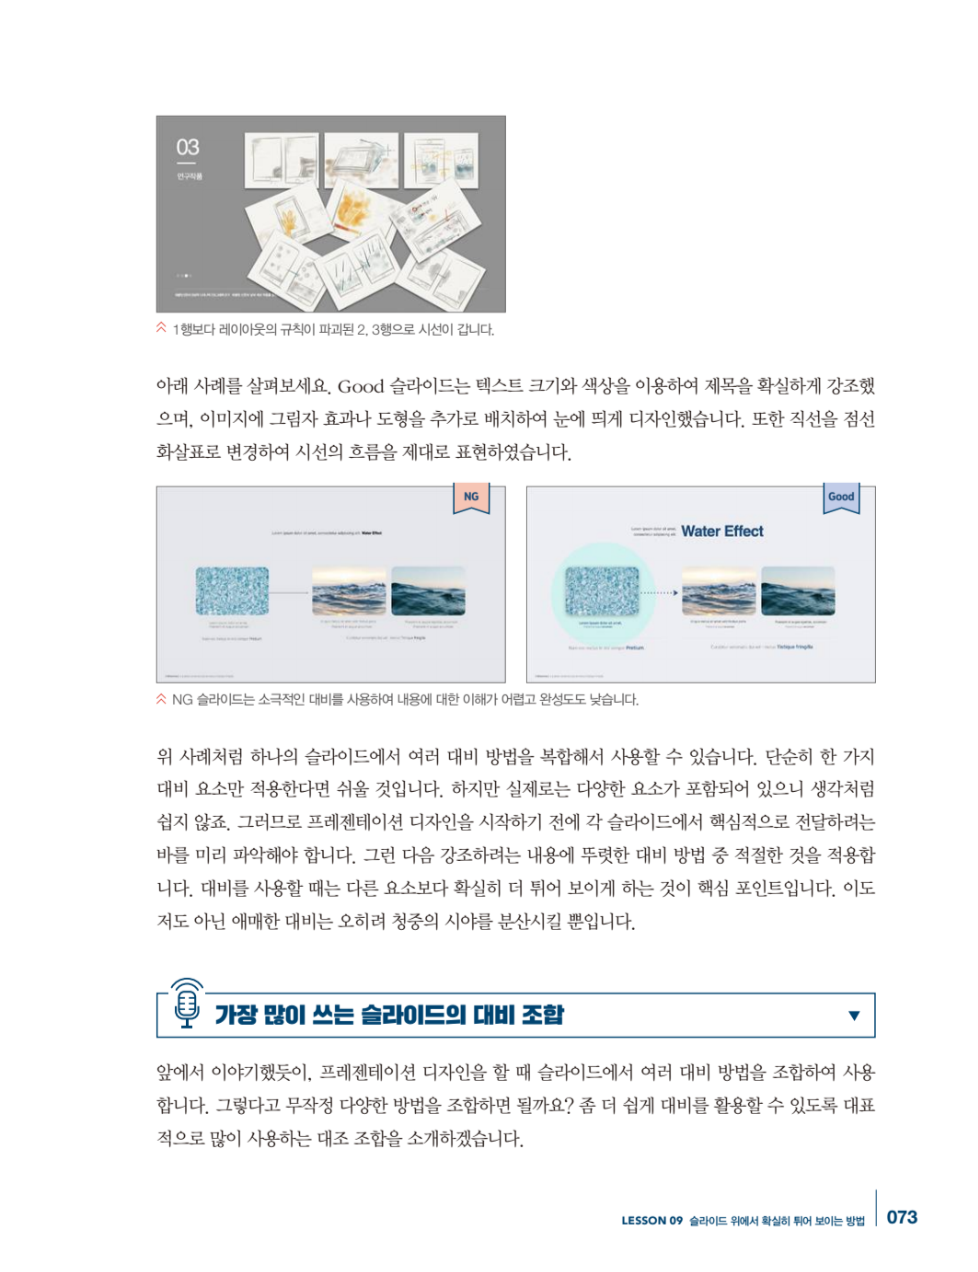 03
연구작품
1행보다 레이아웃의 규칙이 파괴된 2, 3행으로 시선이 갑니다.
아래 사례를 살펴보세요. Good 슬라이드는 텍스트 크기와 색상을 이용하여 제목을 확실하게 강조했
으며, 이미지에 그림자 효과나 도형을 추가로 배치하여 눈에 띄게 디자인했습니다. 또한 직선을 점선
화살표로 변경하여 시선의 흐름을 제대로 표현하였습니다.
NG
Lorem ipsum dolor sit amet, consectetur adipiscing elit Water Effect
Good
Lorem ipsum dolor sit amet,
consectetur adipiscing elit
Water Effect
Pretium
Tristique fringilla
NG 슬라이드는 소극적인 대비를 사용하여 내용에 대한 이해가 어렵고 완성도도 낮습니다.
위 사례처럼 하나의 슬라이드에서 여러 대비 방법을 복합해서 사용할 수 있습니다. 단순히 한 가지
대비 요소만 적용한다면 쉬울 것입니다. 하지만 실제로는 다양한 요소가 포함되어 있으니 생각처럼
쉽지 않죠. 그러므로 프레젠테이션 디자인을 시작하기 전에 각 슬라이드에서 핵심적으로 전달하려는
바를 미리 파악해야 합니다. 그런 다음 강조하려는 내용에 뚜렷한 대비 방법 중 적절한 것을 적용합
니다. 대비를 사용할 때는 다른 요소보다 확실히 더 튀어 보이게 하는 것이 핵심 포인트입니다. 이도
저도 아닌 애매한 대비는 오히려 청중의 시야를 분산시킬 뿐입니다.
가장 많이 쓰는 슬라이드의 대비 조합
앞에서 이야기했듯이, 프레젠테이션 디자인을 할 때 슬라이드에서 여러 대비 방법을 조합하여 사용
합니다. 그렇다고 무작정 다양한 방법을 조합하면 될까요? 좀 더 쉽게 대비를 활용할 수 있도록 대표
적으로 많이 사용하는 대조 조합을 소개하겠습니다.
LESSON 09 슬라이드 위에서 확실히 튀어 보이는 방법
073